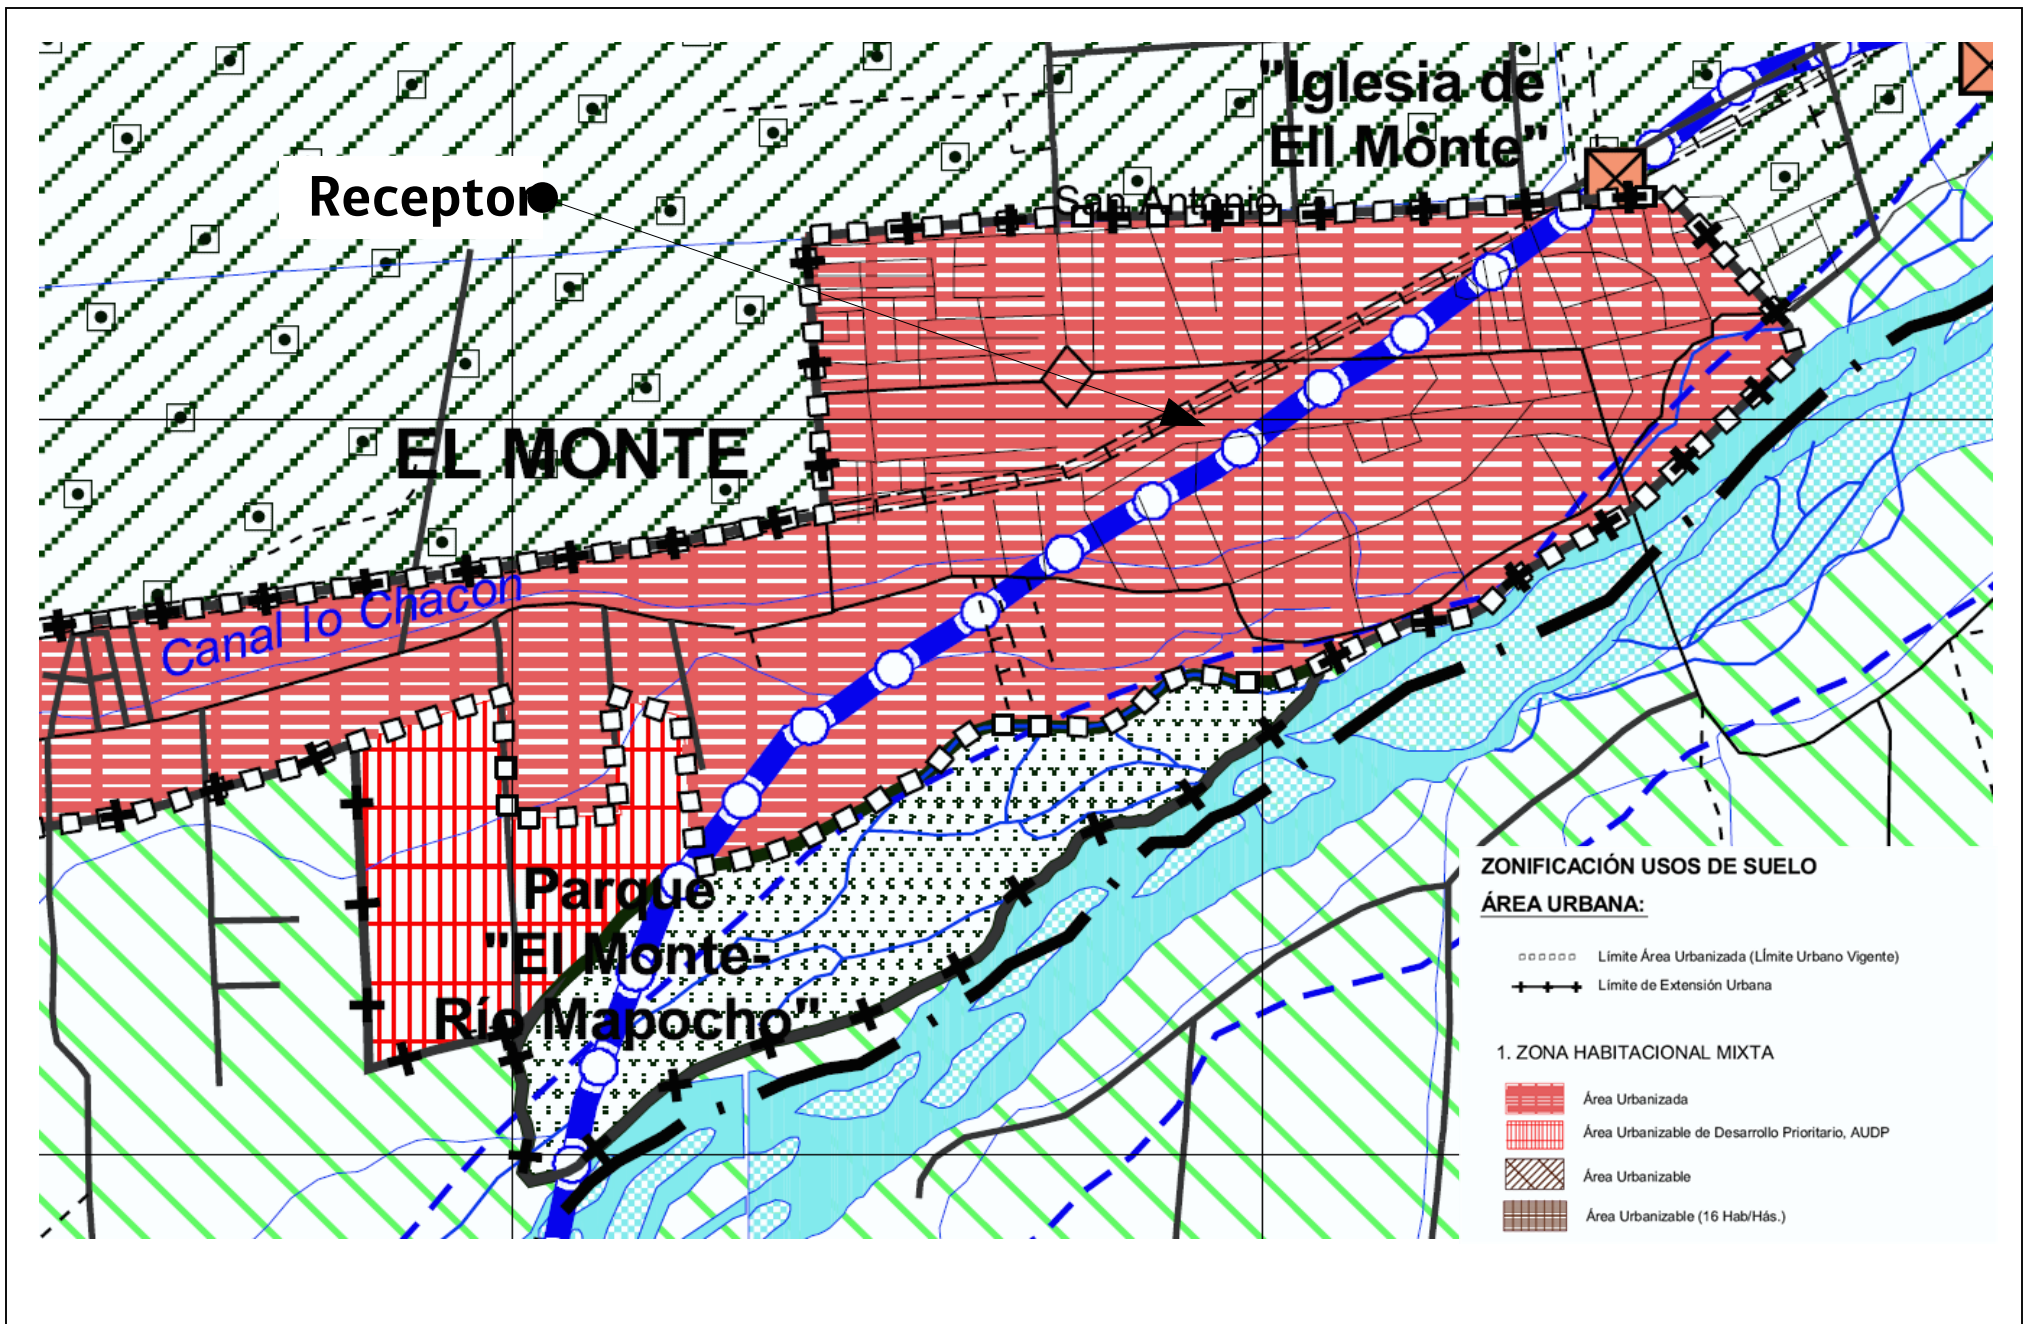 "Iglesia de
Ell Monte"
Receptor
San Antonio
EL MONTE
Canal lo Chacon
Parque
"El Monte-
Río Mapocho"
ZONIFICACIÓN USOS DE SUELO
ÁREA URBANA:
Límite Área Urbanizada (LÍmite Urbano Vigente)
Límite de Extensión Urbana
1. ZONA HABITACIONAL MIXTA
Área Urbanizada
Área Urbanizable de Desarrollo Prioritario, AUDP
Área Urbanizable
Área Urbanizable (16 Hab/Hás.)